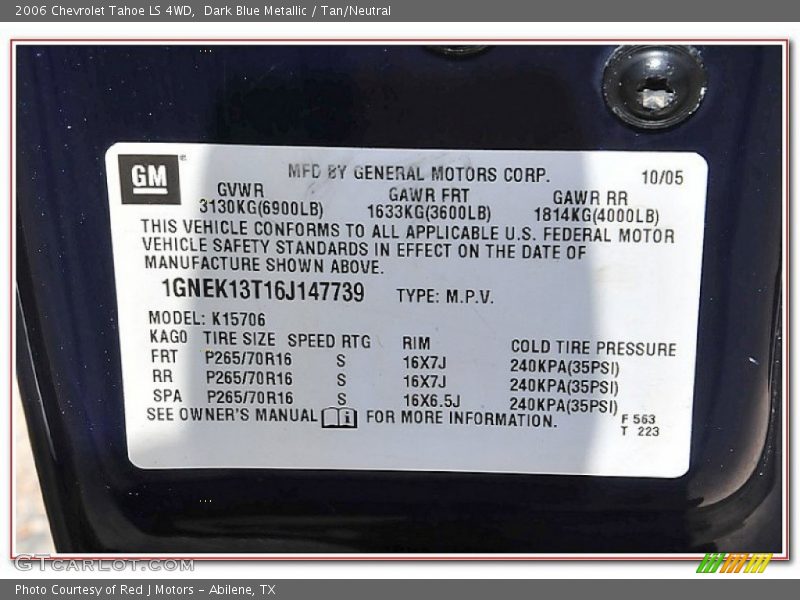 2006 Chevrolet Tahoe LS 4WD,  Dark Blue Metallic / Tan/Neutral
GM®
MFD BY GENERAL MOTORS CORP. 10/05
GVWR GAWR FRT GAWR RR
3130KG(6900LB) 1633KG(3600LB) 1814KG(4000LB)
THIS VEHICLE CONFORMS TO ALL APPLICABLE U.S. FEDERAL MOTOR
VEHICLE SAFETY STANDARDS IN EFFECT ON THE DATE OF
MANUFACTURE SHOWN ABOVE.
1GNEK13T16J147739 TYPE: M.P.V.
MODEL: K15706
KAGO TIRE SIZE SPEED RTG RIM COLD TIRE PRESSURE
FRT P265/70R16 S 16X7J 240KPA(35PSI)
RR P265/70R16 S 16X7J 240KPA(35PSI)
SPA P265/70R16 S 16X6.5J 240KPA(35PSI)
SEE OWNER'S MANUAL FOR MORE INFORMATION.
F 563
T 223
GTCARLOT.COM
Photo Courtesy of Red J Motors - Abilene, TX